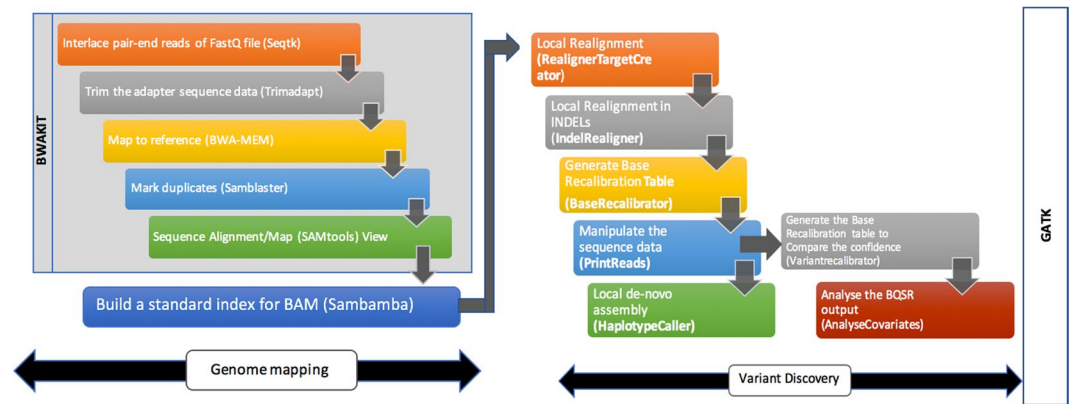 BWAKIT
Interlace pair-end reads of FastQ file (Seqtk)
Trim the adapter sequence data (Trimadapt)
Map to reference (BWA-MEM)
Mark duplicates (Samblaster)
Sequence Alignment/Map (SAMtools) View
Build a standard index for BAM (Sambamba)
Genome mapping
Local Realignment
(RealignerTargetCre
ator)
Local Realignment in
INDELs
(IndelRealigner)
Generate Base
Recalibration Table
(BaseRecalibrator)
Manipulate the
sequence data
(PrintReads)
Generate the Base
Recalibration table to
Compare the confidence
(Variantrecalibrator)
Local de-novo
assembly
(HaplotypeCaller)
Analyse the BQSR
output
(AnalyseCovariates)
Variant Discovery
GATK